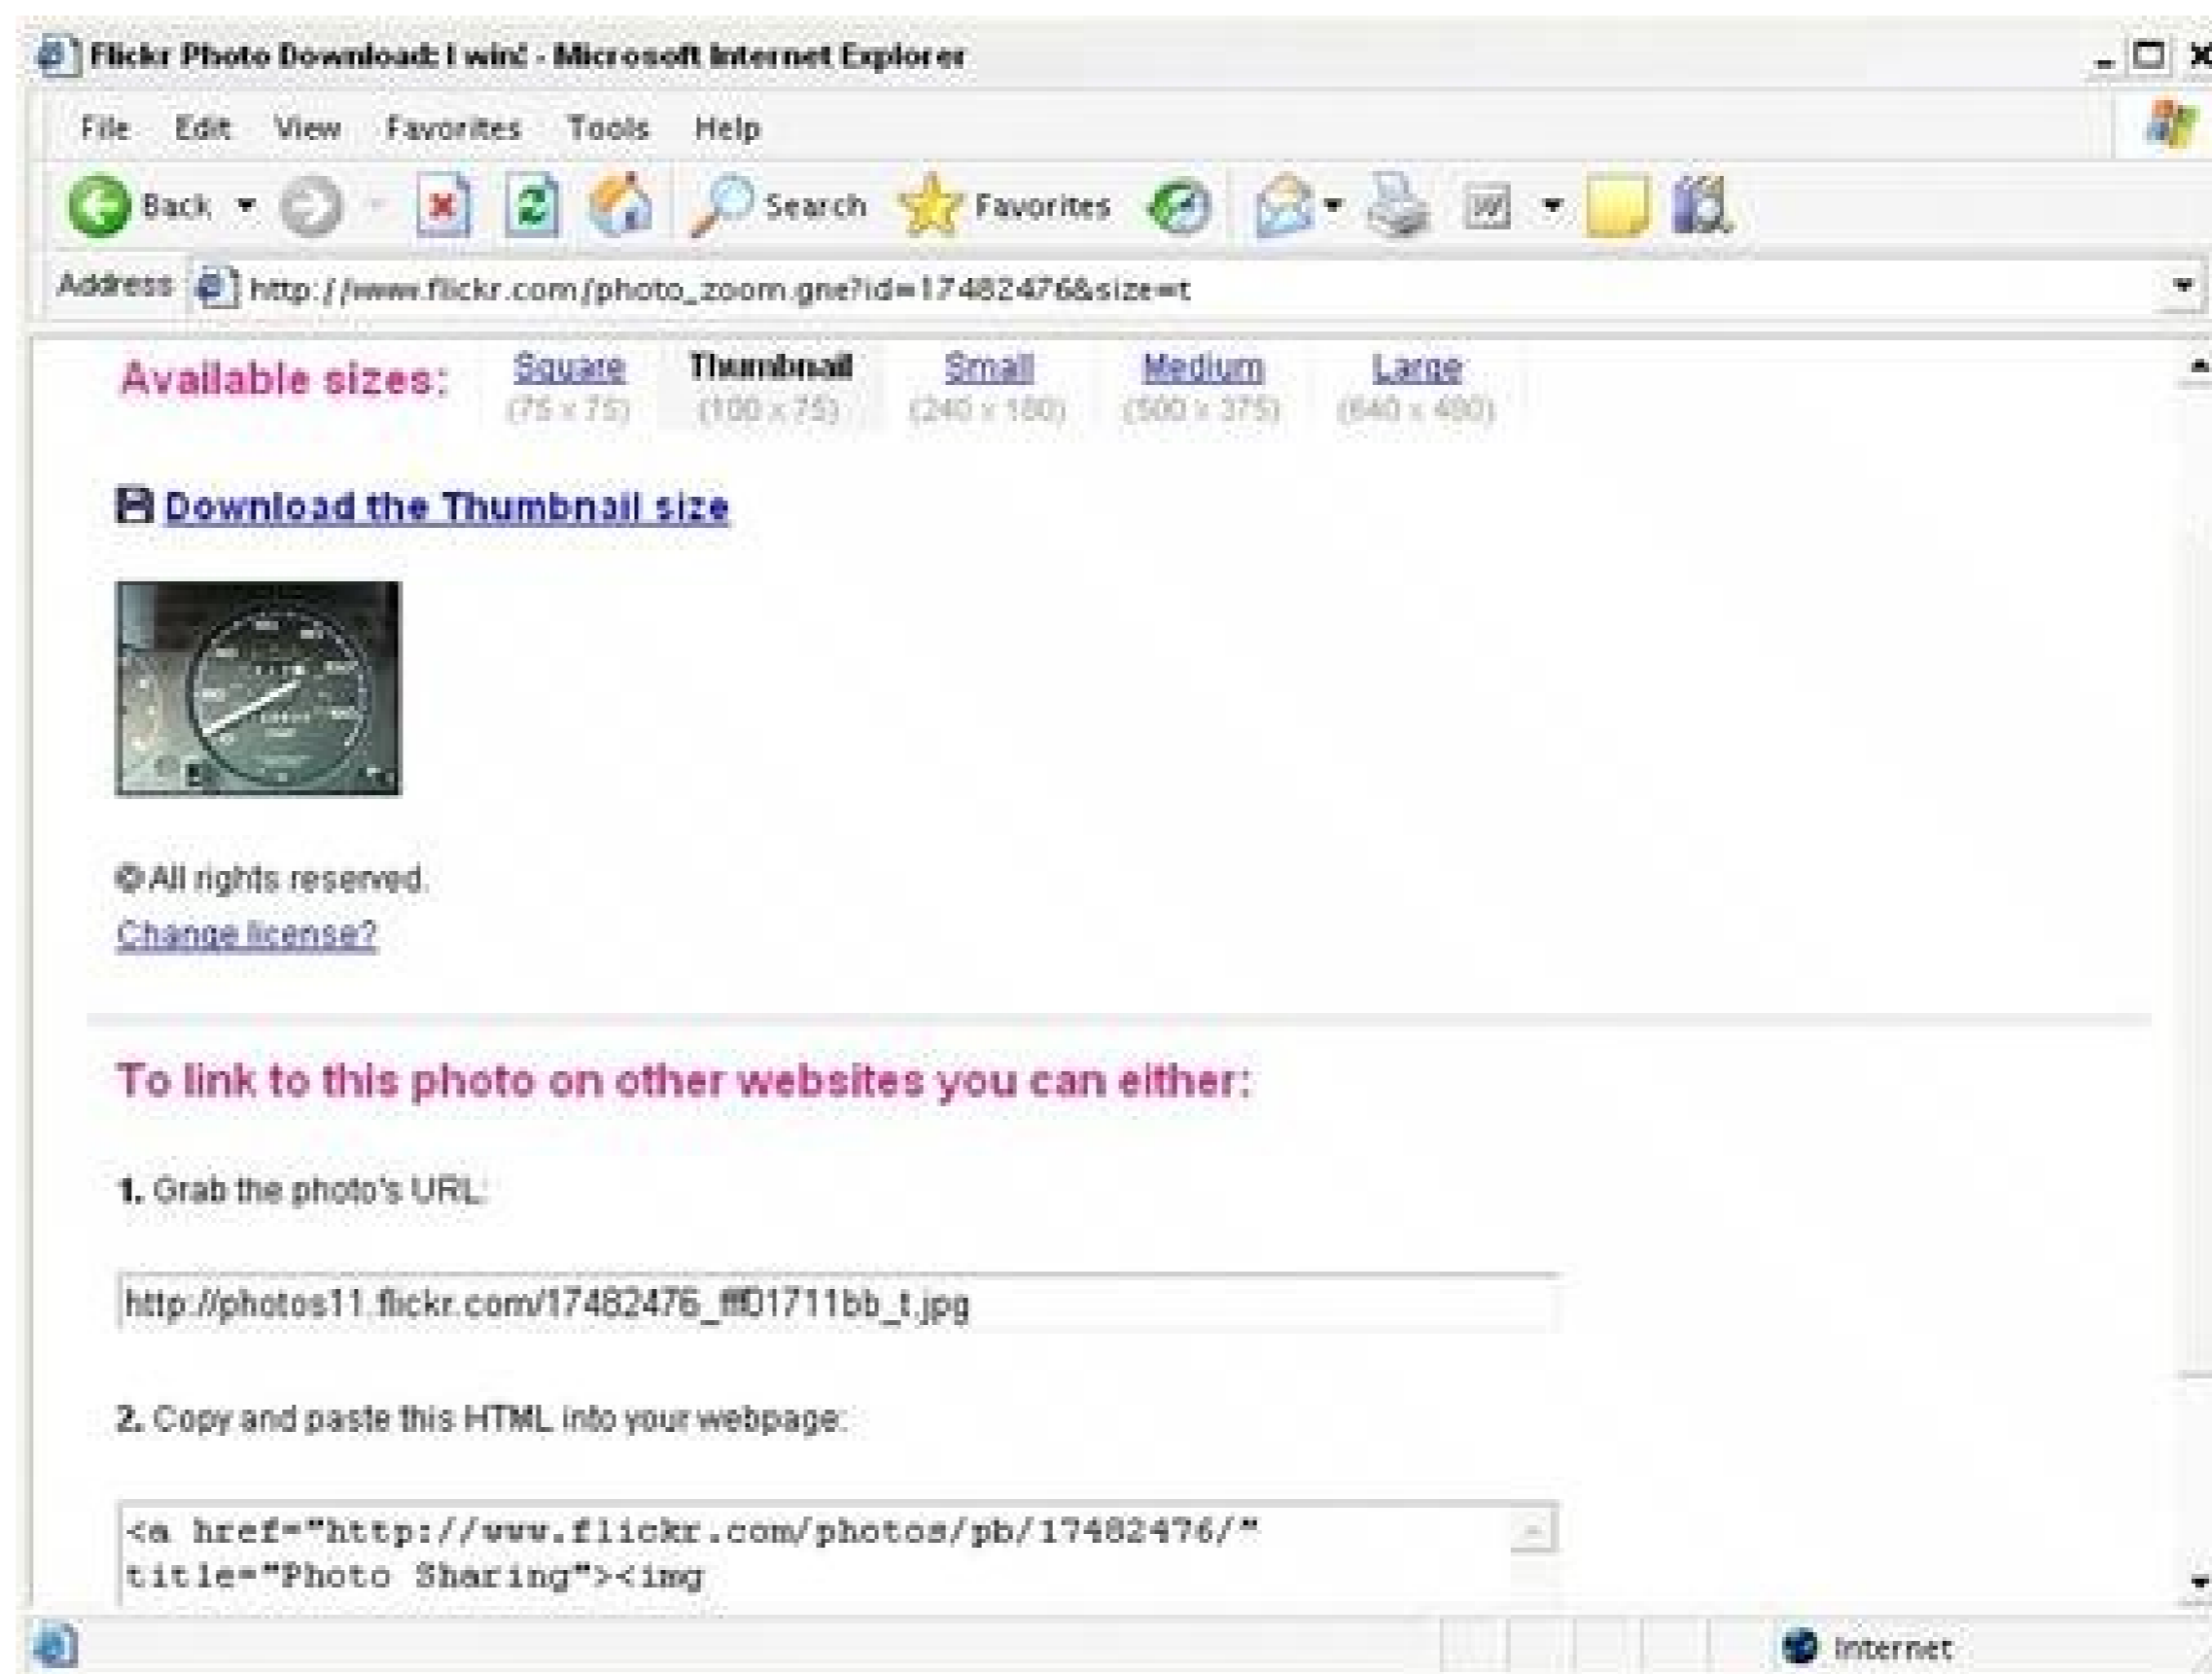 Flickr Photo Download: I win! - Microsoft Internet Explorer
File Edit View Favorites Tools Help
Back Search Favorites
Address http://www.flickr.com/photo_zoom.gne?id=17482476&size=t
Available sizes: Square Thumbnail Small Medium Large
(75 x 75) (100 x 75) (240 x 180) (500 x 375) (640 x 480)
Download the Thumbnail size
© All rights reserved.
Change license?
To link to this photo on other websites you can either:
1. Grab the photo's URL:
http://photos11.flickr.com/17482476_fff01711bb_t.jpg
2. Copy and paste this HTML into your webpage:
<a href="http://www.flickr.com/photos/pb/17482476/"
title="Photo Sharing"><img
Internet